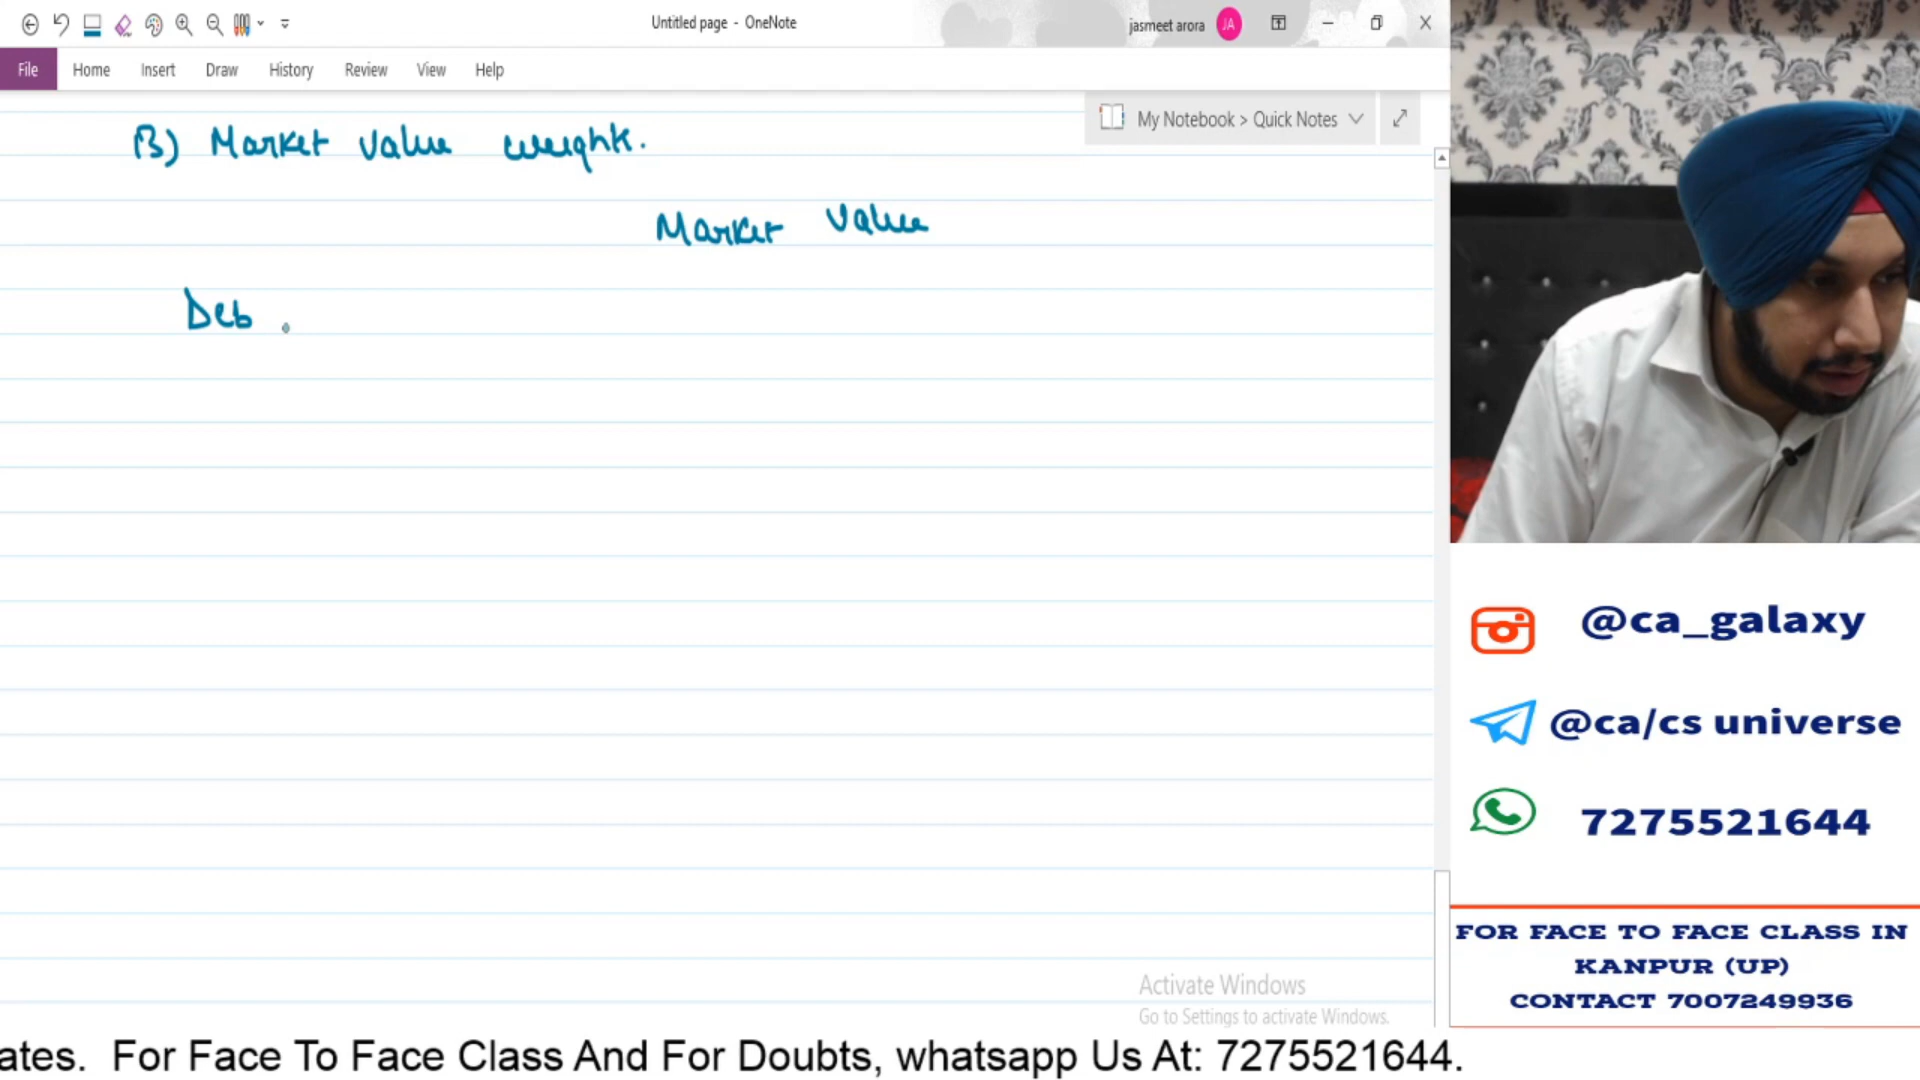 Untitled page - OneNote
jasmeet arora
JA
File Home Insert Draw History Review View Help
My Notebook > Quick Notes
B) Market Value weights.
Market Value
Deb
@ca_galaxy
@ca/cs universe
7275521644
FOR FACE TO FACE CLASS IN
KANPUR (UP)
CONTACT 7007249936
Activate Windows
Go to Settings to activate Windows.
ates. For Face To Face Class And For Doubts, whatsapp Us At: 7275521644.